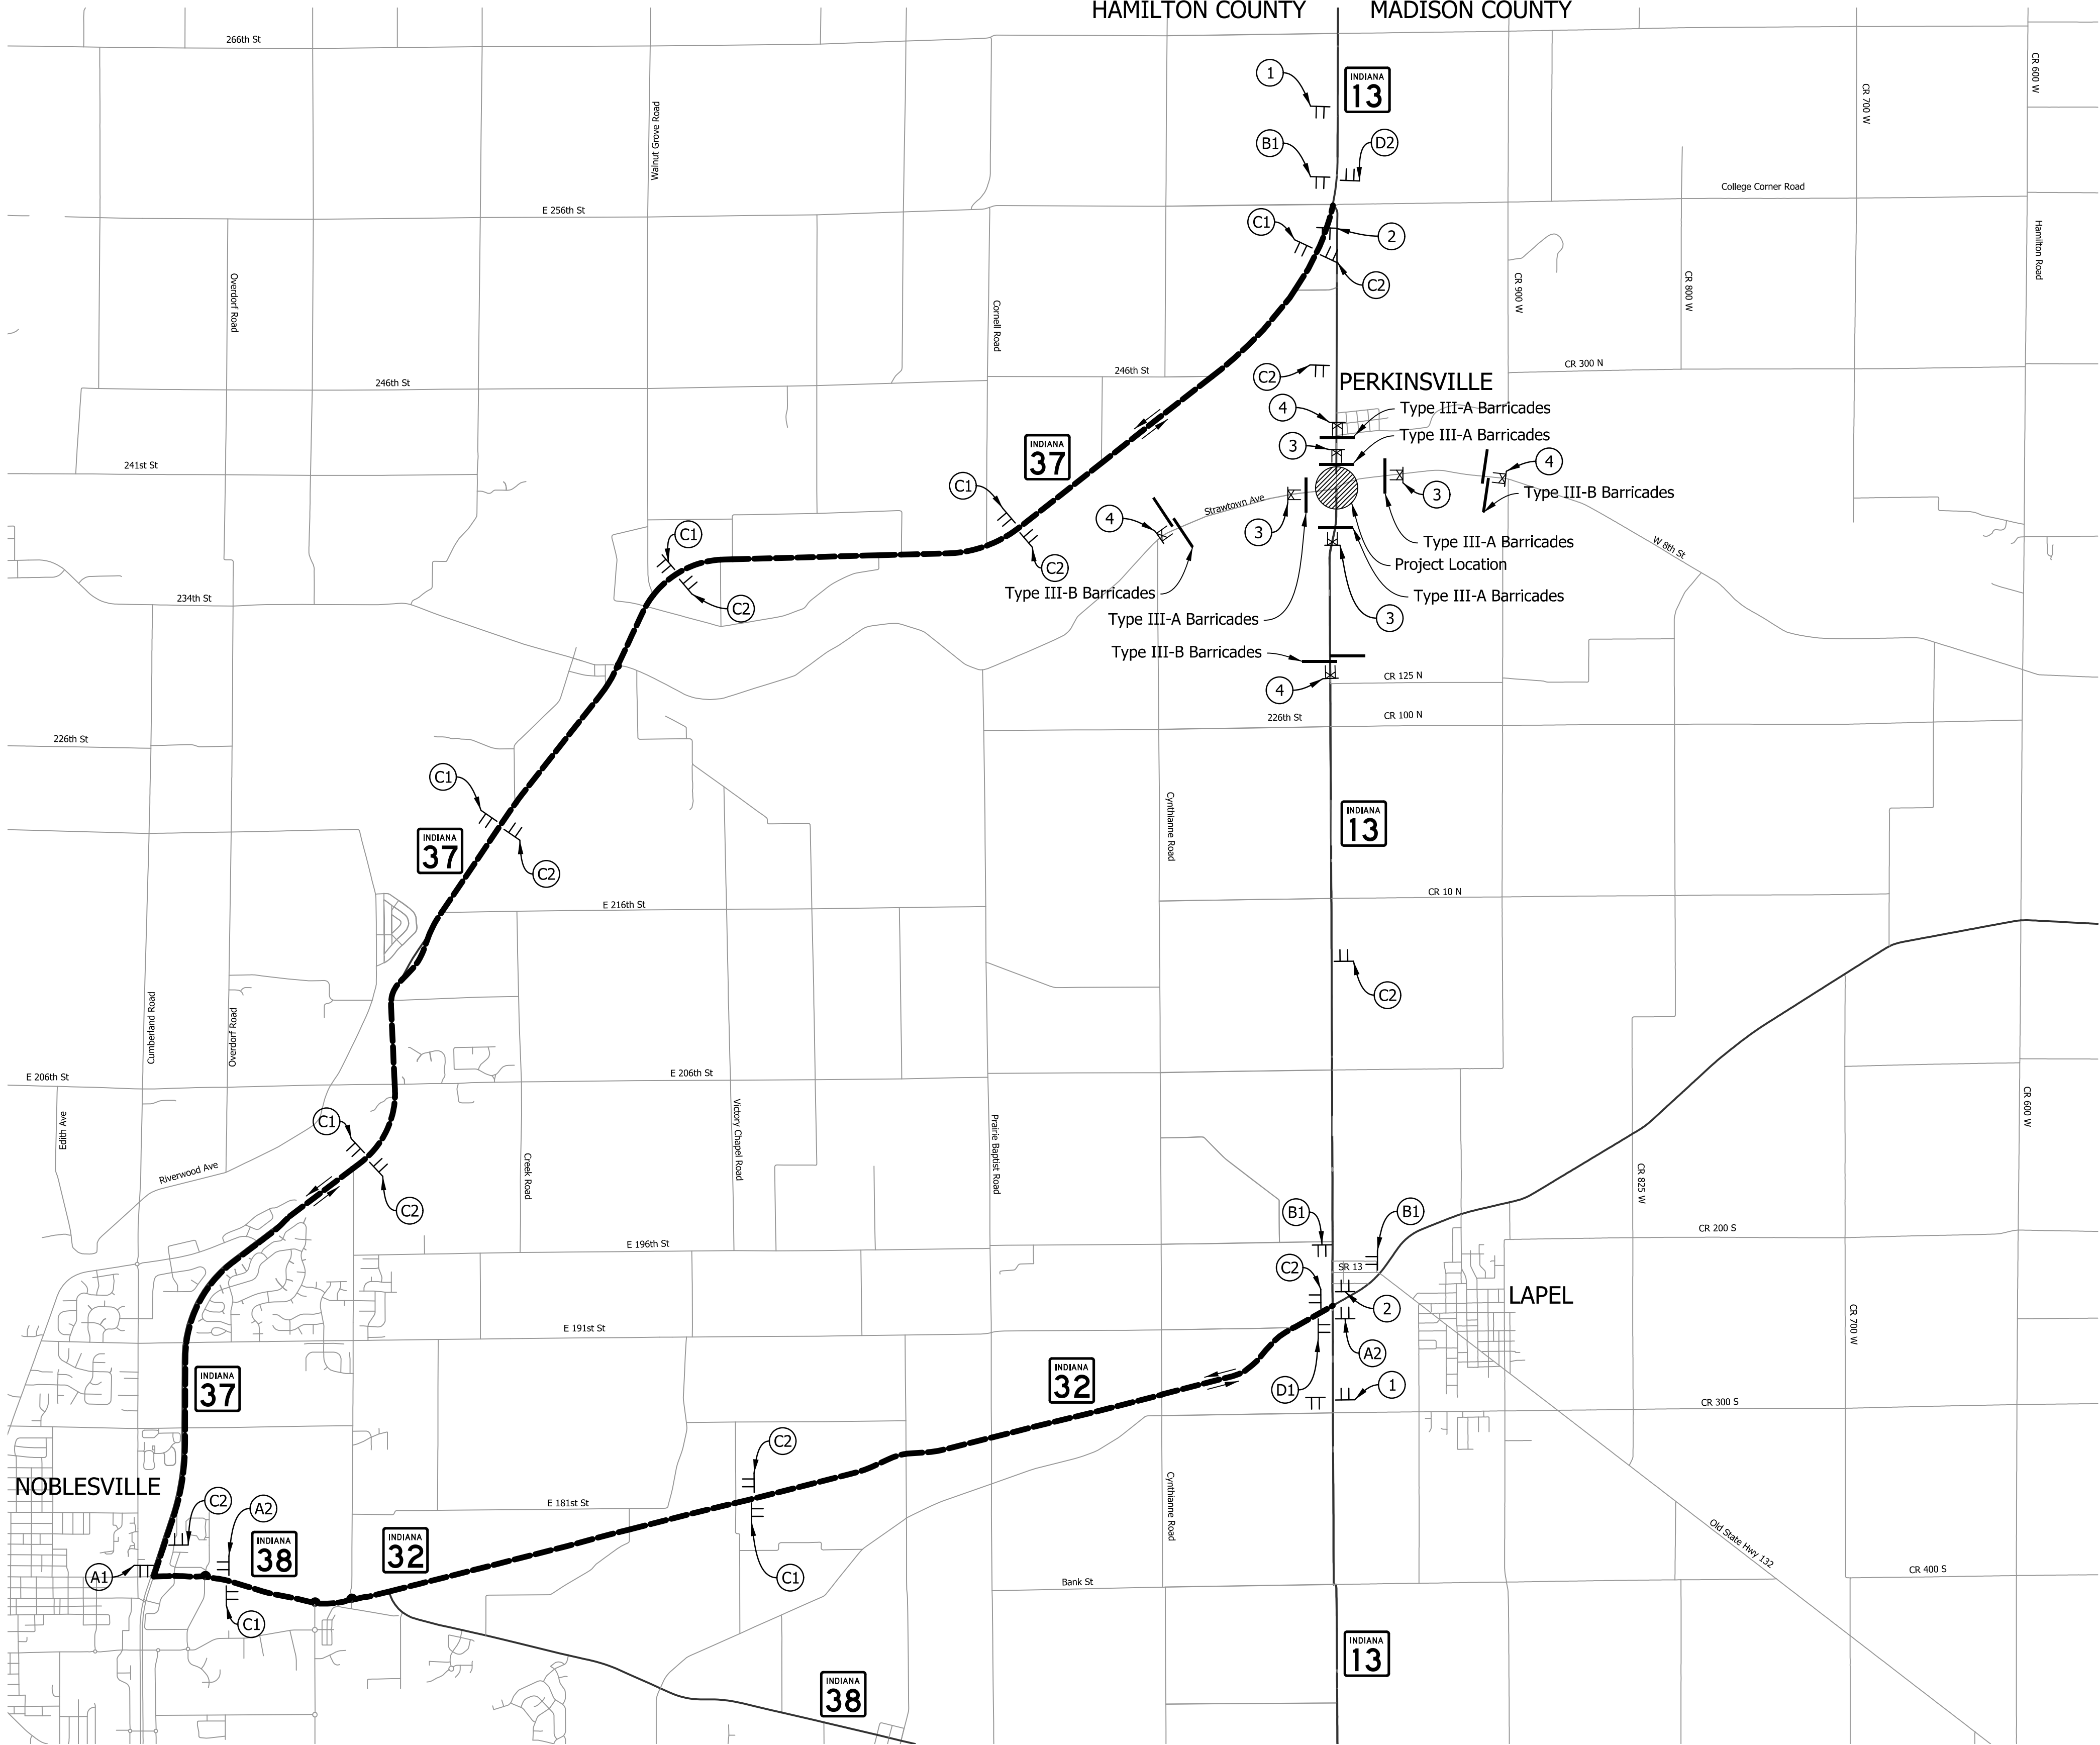 HAMILTON COUNTY
MADISON COUNTY
266th St
1
INDIANA
13
CR 600 W
CR 700 W
Walnut Grove Road
B1
D2
College Corner Road
E 256th St
C1
2
C2
Hamilton Road
Overdorf Road
CR 900 W
CR 800 W
Cornell Road
246th St
246th St
CR 300 N
C2
PERKINSVILLE
4
Type III-A Barricades
3
Type III-A Barricades
INDIANA
37
241st St
C1
4
3
Type III-B Barricades
Strawtown Ave
4
3
C1
Type III-A Barricades
W 8th St
Project Location
C2
Type III-B Barricades
Type III-A Barricades
234th St
C2
Type III-A Barricades
3
Type III-B Barricades
CR 125 N
4
226th St
CR 100 N
226th St
C1
INDIANA
13
Cynthianne Road
INDIANA
37
C2
CR 10 N
E 216th St
C2
Cumberland Road
Overdorf Road
E 206th St
E 206th St
Edith Ave
C1
Victory Chapel Road
Prairie Baptist Road
CR 600 W
Riverwood Ave
Creek Road
CR 825 W
C2
B1
B1
CR 200 S
E 196th St
C2
SR 13
LAPEL
2
E 191st St
CR 700 W
A2
INDIANA
37
INDIANA
32
D1
1
CR 300 S
C2
NOBLESVILLE
C2
A2
E 181st St
Cynthianne Road
Old State Hwy 132
INDIANA
38
INDIANA
32
A1
C1
Bank St
CR 400 S
C1
INDIANA
13
INDIANA
38